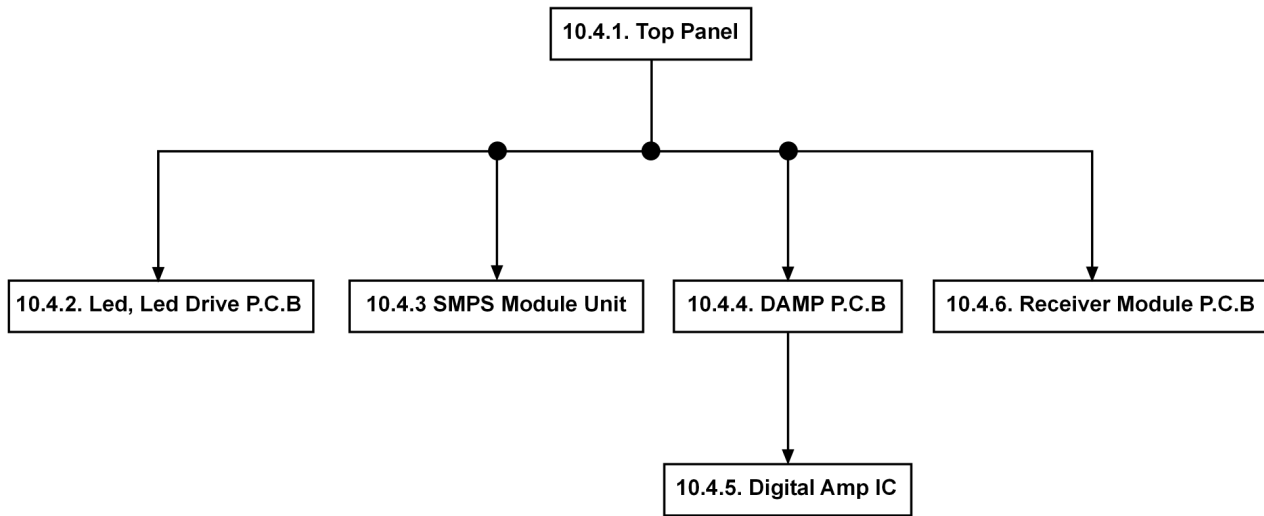 10.4.1. Top Panel
10.4.2. Led, Led Drive P.C.B
10.4.3 SMPS Module Unit
10.4.4. DAMP P.C.B
10.4.6. Receiver Module P.C.B
10.4.5. Digital Amp IC